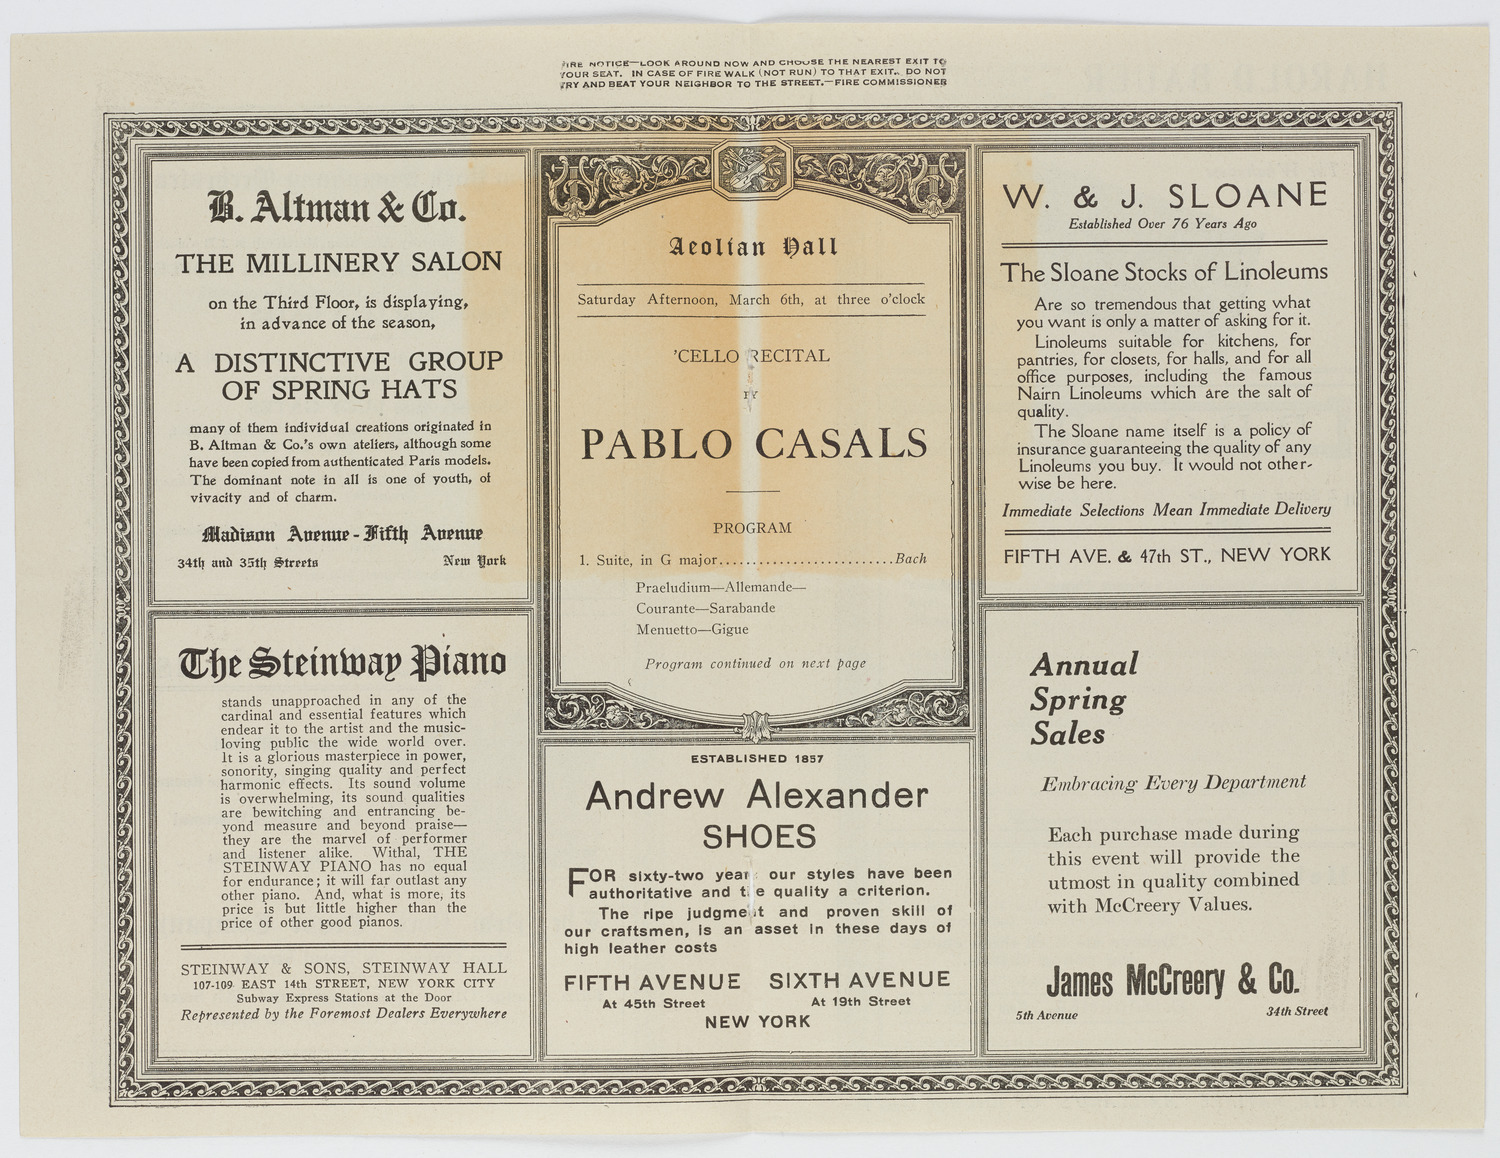 FIRE NOTICE—LOOK AROUND NOW AND CHOOSE THE NEAREST EXIT TO
YOUR SEAT. IN CASE OF FIRE WALK (NOT RUN) TO THAT EXIT. DO NOT
TRY AND BEAT YOUR NEIGHBOR TO THE STREET.—FIRE COMMISSIONER
B. Altman & Co.
THE MILLINERY SALON
on the Third Floor, is displaying,
in advance of the season,
A DISTINCTIVE GROUP
OF SPRING HATS
many of them individual creations originated in
B. Altman & Co.'s own ateliers, although some
have been copied from authenticated Paris models.
The dominant note in all is one of youth, of
vivacity and of charm.
Madison Avenue - Fifth Avenue
34th and 35th Streets New York
The Steinway Piano
stands unapproached in any of the
cardinal and essential features which
endear it to the artist and the music-
loving public the wide world over.
It is a glorious masterpiece in power,
sonority, singing quality and perfect
harmonic effects. Its sound volume
is overwhelming, its sound qualities
are bewitching and entrancing be-
yond measure and beyond praise—
they are the marvel of performer
and listener alike. Withal, THE
STEINWAY PIANO has no equal
for endurance; it will far outlast any
other piano. And, what is more, its
price is but little higher than the
price of other good pianos.
STEINWAY & SONS, STEINWAY HALL
107-109 EAST 14th STREET, NEW YORK CITY
Subway Express Stations at the Door
Represented by the Foremost Dealers Everywhere
Aeolian Hall
Saturday Afternoon, March 6th, at three o'clock
'CELLO RECITAL
BY
PABLO CASALS
PROGRAM
1. Suite, in G major..........................Bach
Praeludium—Allemande—
Courante—Sarabande
Menuetto—Gigue
Program continued on next page
ESTABLISHED 1857
Andrew Alexander
SHOES
FOR sixty-two years our styles have been
authoritative and the quality a criterion.
The ripe judgment and proven skill of
our craftsmen, is an asset in these days of
high leather costs
FIFTH AVENUE SIXTH AVENUE
At 45th Street At 19th Street
NEW YORK
W. & J. SLOANE
Established Over 76 Years Ago
The Sloane Stocks of Linoleums
Are so tremendous that getting what
you want is only a matter of asking for it.
Linoleums suitable for kitchens, for
pantries, for closets, for halls, and for all
office purposes, including the famous
Nairn Linoleums which are the salt of
quality.
The Sloane name itself is a policy of
insurance guaranteeing the quality of any
Linoleums you buy. It would not other-
wise be here.
Immediate Selections Mean Immediate Delivery
FIFTH AVE. & 47th ST., NEW YORK
Annual
Spring
Sales
Embracing Every Department
Each purchase made during
this event will provide the
utmost in quality combined
with McCreery Values.
James McCreery & Co.
5th Avenue 34th Street